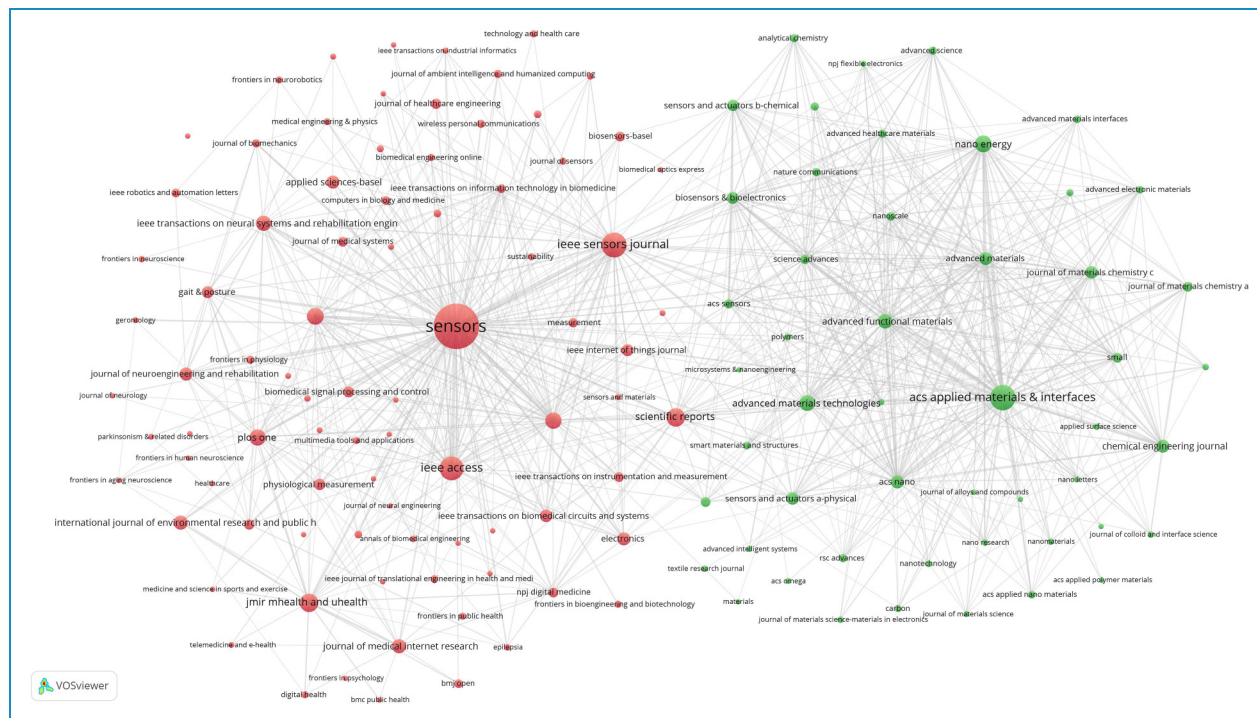 technology and health care
analytical chemistry
ieee transactions on industrial informatics
advanced science
npj flexible electronics
frontiers in neurorobotics
journal of ambient intelligence and humanized computing
journal of healthcare engineering
sensors and actuators b-chemical
medical engineering & physics
wireless personal communications
advanced materials interfaces
biosensors-basel
advanced healthcare materials
journal of biomechanics
nano energy
biomedical engineering online
journal of sensors
biomedical optics express
nature communications
applied sciences-basel
ieee transactions on information technology in biomedicine
ieee robotics and automation letters
advanced electronic materials
computers in biology and medicine
biosensors & bioelectronics
nanoscale
ieee transactions on neural systems and rehabilitation engin
journal of medical systems
ieee sensors journal
sustainability
frontiers in neuroscience
science advances
advanced materials
journal of materials chemistry c
journal of materials chemistry a
gait & posture
acs sensors
gerontology
sensors
measurement
advanced functional materials
polymers
ieee internet of things journal
frontiers in physiology
small
journal of neuroengineering and rehabilitation
microsystems & nanoengineering
journal of neurology
biomedical signal processing and control
sensors and materials
acs applied materials & interfaces
advanced materials technologies
scientific reports
applied surface science
parkinsonism & related disorders
plos one
multimedia tools and applications
smart materials and structures
chemical engineering journal
frontiers in human neuroscience
ieee access
frontiers in aging neuroscience
healthcare
physiological measurement
ieee transactions on instrumentation and measurement
acs nano
nano letters
journal of neural engineering
journal of alloys and compounds
sensors and actuators a-physical
international journal of environmental research and public h
ieee transactions on biomedical circuits and systems
annals of biomedical engineering
electronics
journal of colloid and interface science
nano research
nanomaterials
advanced intelligent systems
rsc advances
nanotechnology
textile research journal
ieee journal of translational engineering in health and medi
acs omega
acs applied polymer materials
medicine and science in sports and exercise
npj digital medicine
acs applied nano materials
jmir mhealth and uhealth
frontiers in bioengineering and biotechnology
materials
carbon
frontiers in public health
journal of materials science-materials in electronics
journal of materials science
telemedicine and e-health
journal of medical internet research
epilepsia
frontiers in psychology
bmj open
digital health
bmc public health
VOSviewer